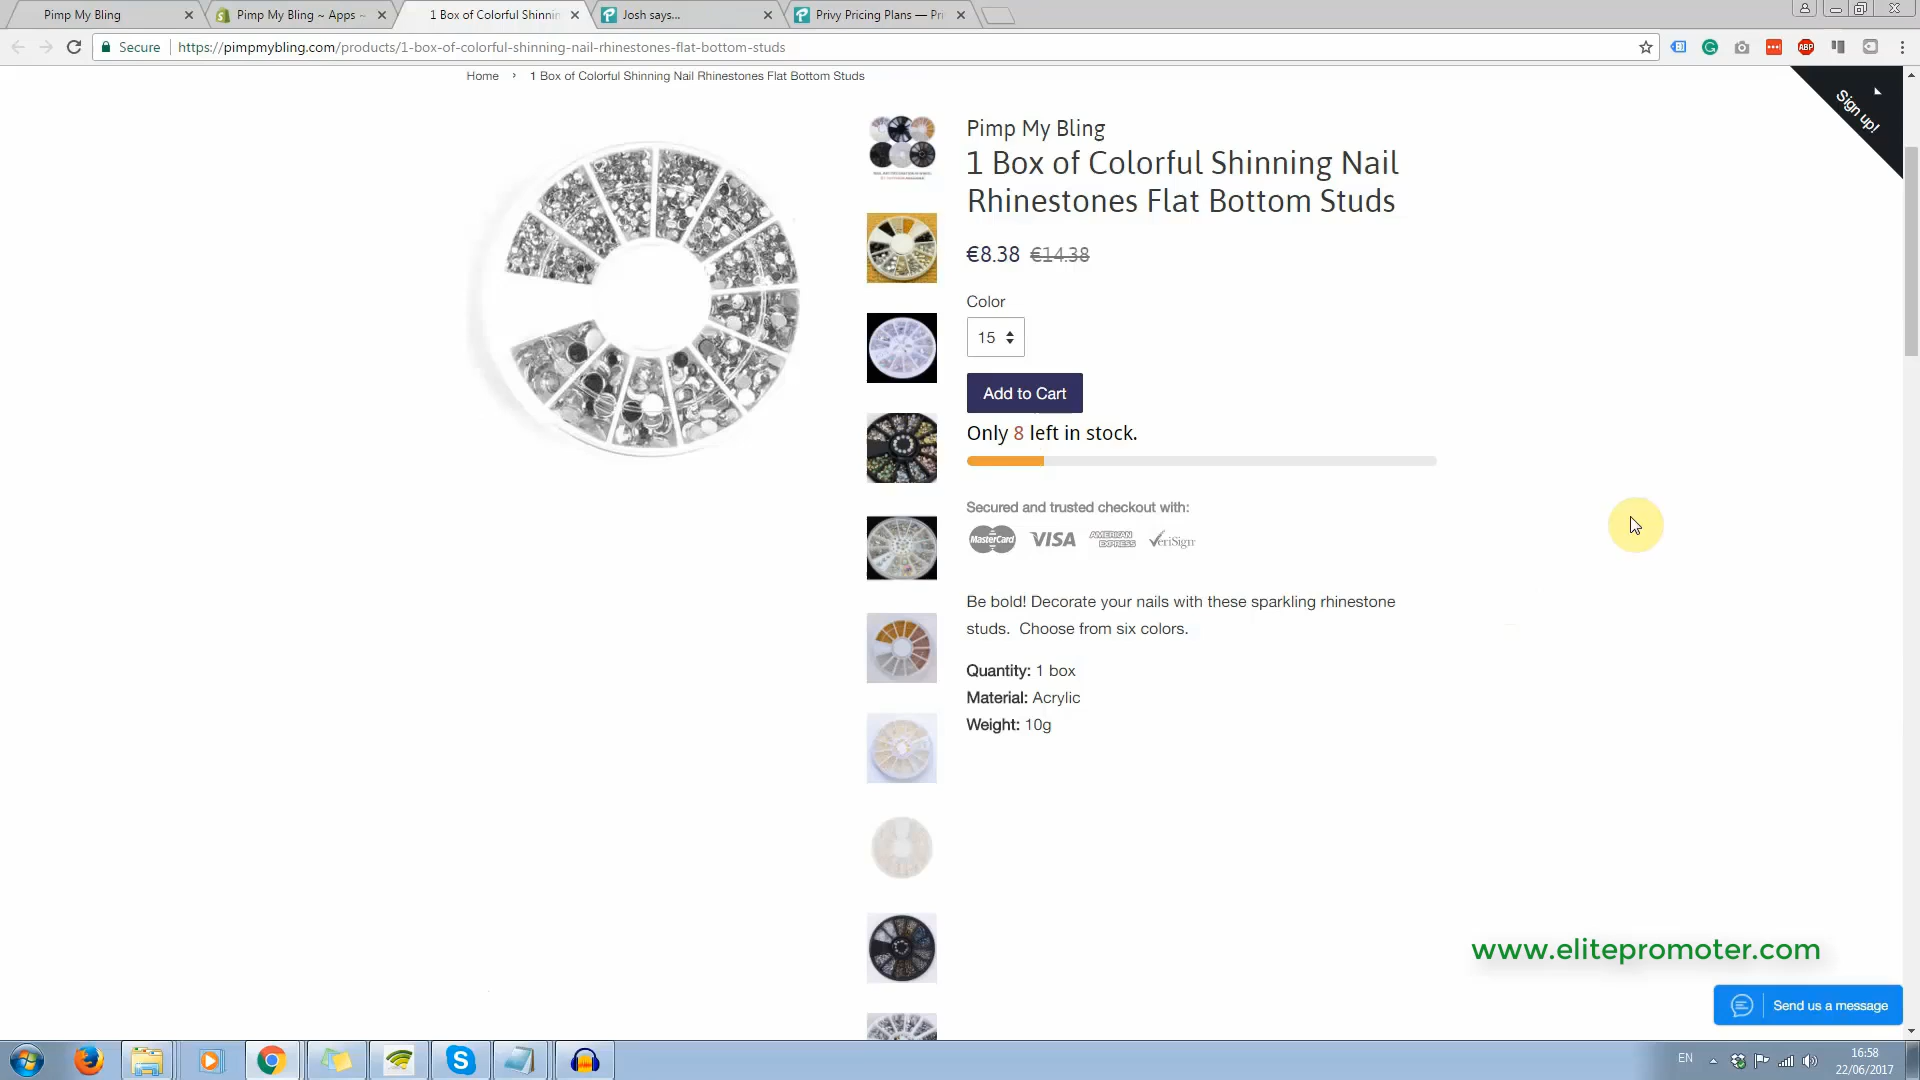 Pimp My Bling
Pimp My Bling ~ Apps ~
1 Box of Colorful Shinnin
Josh says...
Privy Pricing Plans — Pri
Secure
https://pimpmybling.com/products/1-box-of-colorful-shinning-nail-rhinestones-flat-bottom-studs
ABP
Home › 1 Box of Colorful Shinning Nail Rhinestones Flat Bottom Studs
Sign up!
Pimp My Bling
1 Box of Colorful Shinning Nail
Rhinestones Flat Bottom Studs
€8.38 €14.38
Color
15
Add to Cart
Only 8 left in stock.
Secured and trusted checkout with:
MasterCard VISA AMERICAN EXPRESS VeriSign
Be bold! Decorate your nails with these sparkling rhinestone
studs. Choose from six colors.
Quantity: 1 box
Material: Acrylic
Weight: 10g
www.elitepromoter.com
Send us a message
EN
16:58
22/06/2017